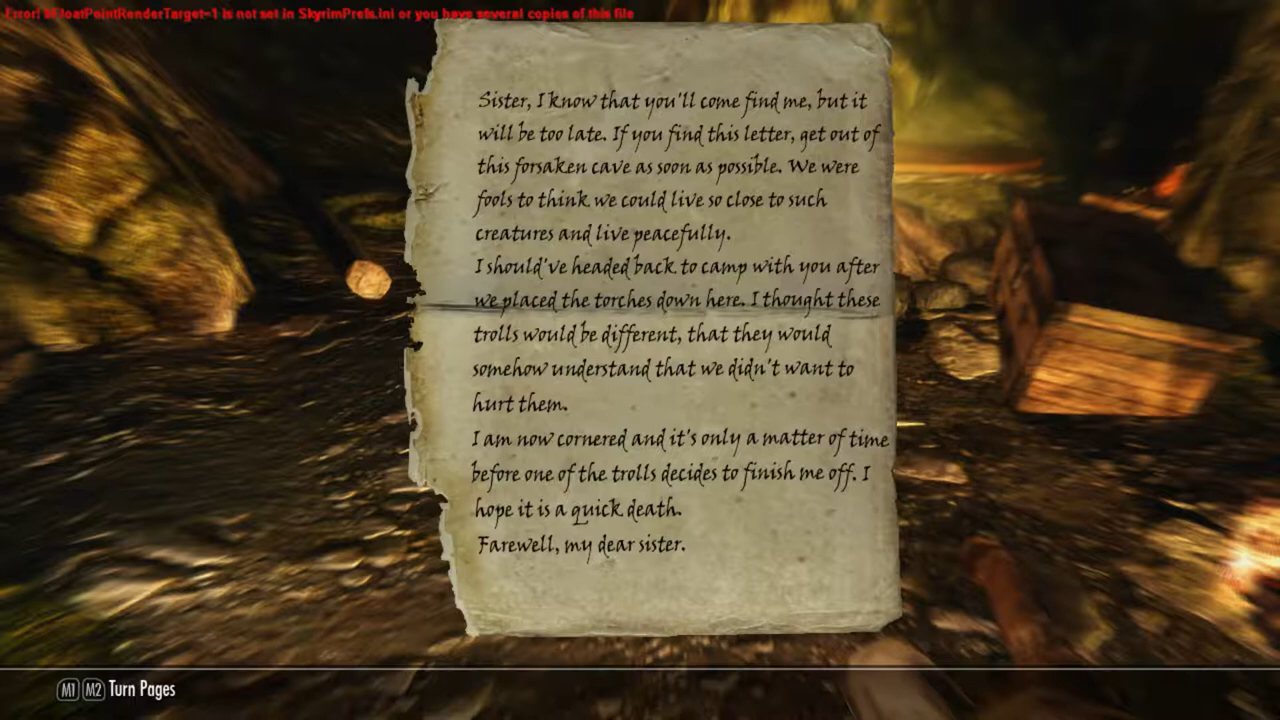 Error! bFloatPointRenderTarget=1 is not set in SkyrimPrefs.ini or you have several copies of this file
Sister, I know that you'll come find me, but it
will be too late. If you find this letter, get out of
this forsaken cave as soon as possible. We were
fools to think we could live so close to such
creatures and live peacefully.
I should've headed back to camp with you after
we placed the torches down here. I thought these
trolls would be different, that they would
somehow understand that we didn't want to
hurt them.
I am now cornered and it's only a matter of time
before one of the trolls decides to finish me off. I
hope it is a quick death.
Farewell, my dear sister.
M1 M2 Turn Pages